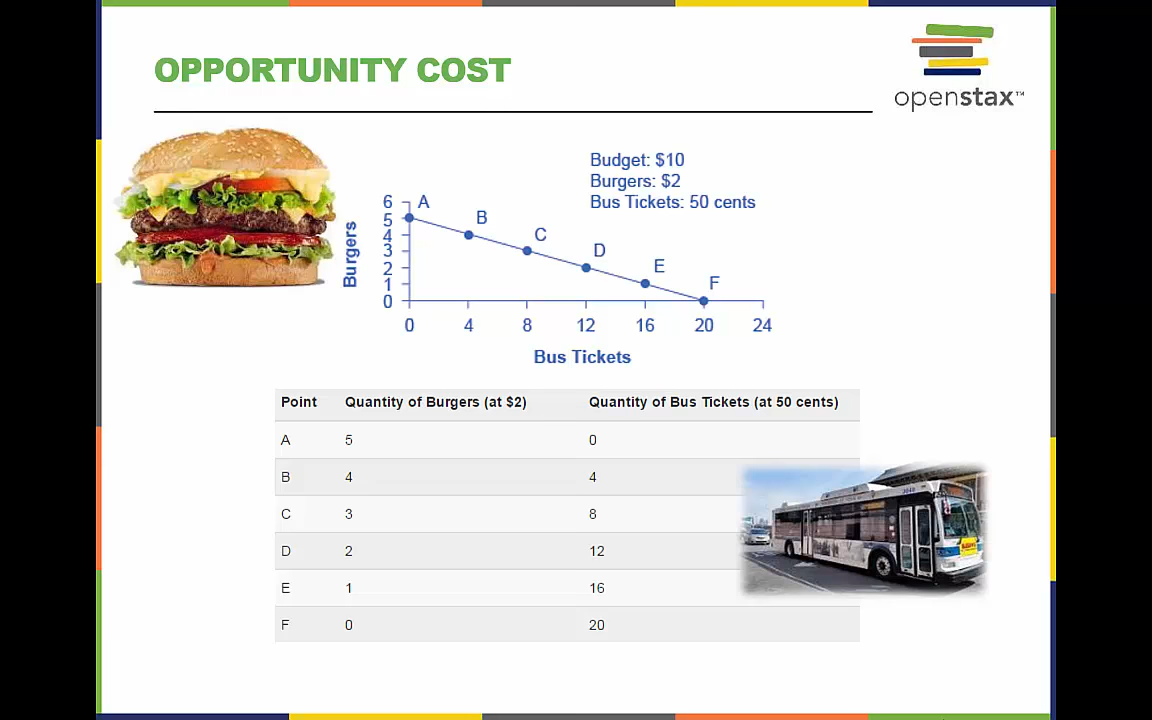 OPPORTUNITY COST
openstax™
Budget: $10
Burgers: $2
Bus Tickets: 50 cents
Burgers
6
5
4
3
2
1
0
A
B
C
D
E
F
0 4 8 12 16 20 24
Bus Tickets
Point Quantity of Burgers (at $2) Quantity of Bus Tickets (at 50 cents)
A 5 0
B 4 4
C 3 8
D 2 12
E 1 16
F 0 20